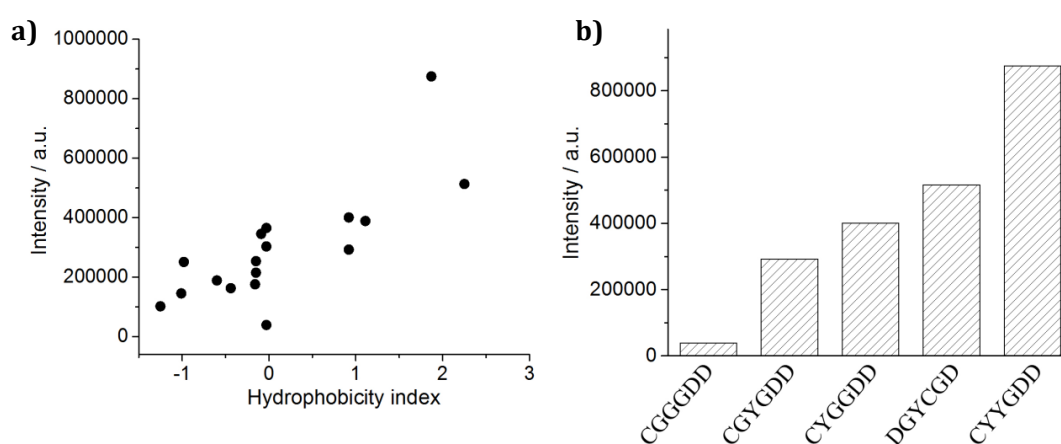 a)
Intensity / a.u.
1000000
800000
600000
400000
200000
0
-1 0 1 2 3
Hydrophobicity index
b)
Intensity / a.u.
800000
600000
400000
200000
0
CGGGDD
CGYGDD
CYGGDD
DGYCGD
CYYGDD